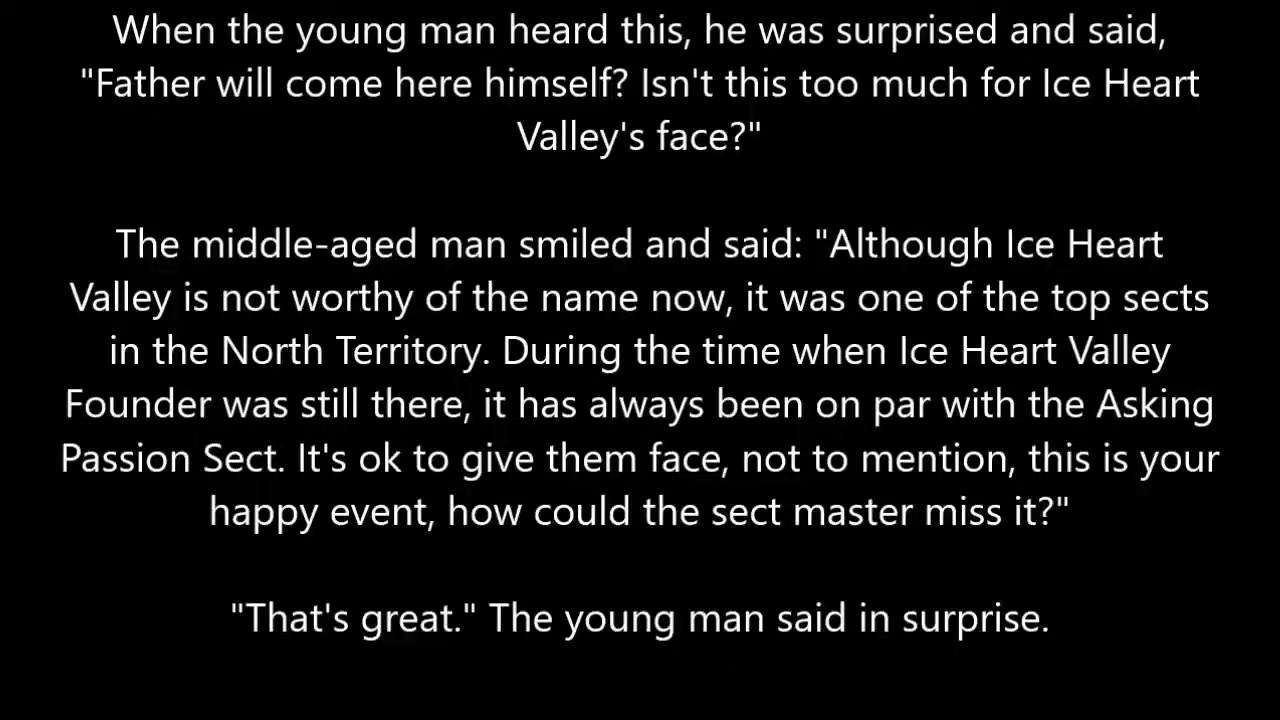 When the young man heard this, he was surprised and said,
"Father will come here himself? Isn't this too much for Ice Heart
Valley's face?"
The middle-aged man smiled and said: "Although Ice Heart
Valley is not worthy of the name now, it was one of the top sects
in the North Territory. During the time when Ice Heart Valley
Founder was still there, it has always been on par with the Asking
Passion Sect. It's ok to give them face, not to mention, this is your
happy event, how could the sect master miss it?"
"That's great." The young man said in surprise.